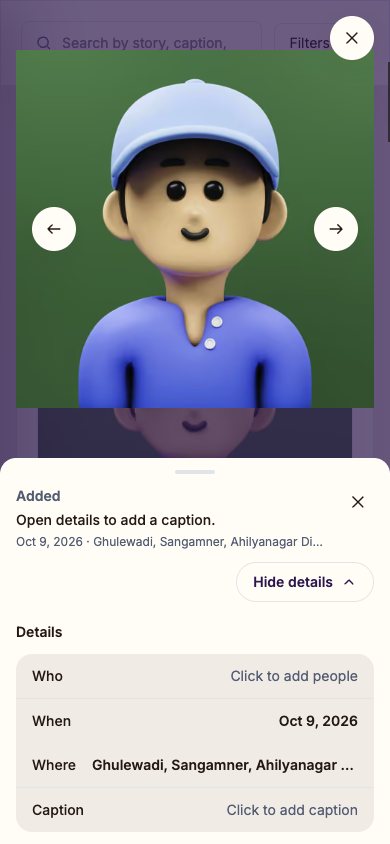 Search by story, caption,
Filters
Added
Open details to add a caption.
Oct 9, 2026 · Ghulewadi, Sangamner, Ahilyanagar Di...
Hide details
Details
Who Click to add people
When Oct 9, 2026
Where Ghulewadi, Sangamner, Ahilyanagar ...
Caption Click to add caption